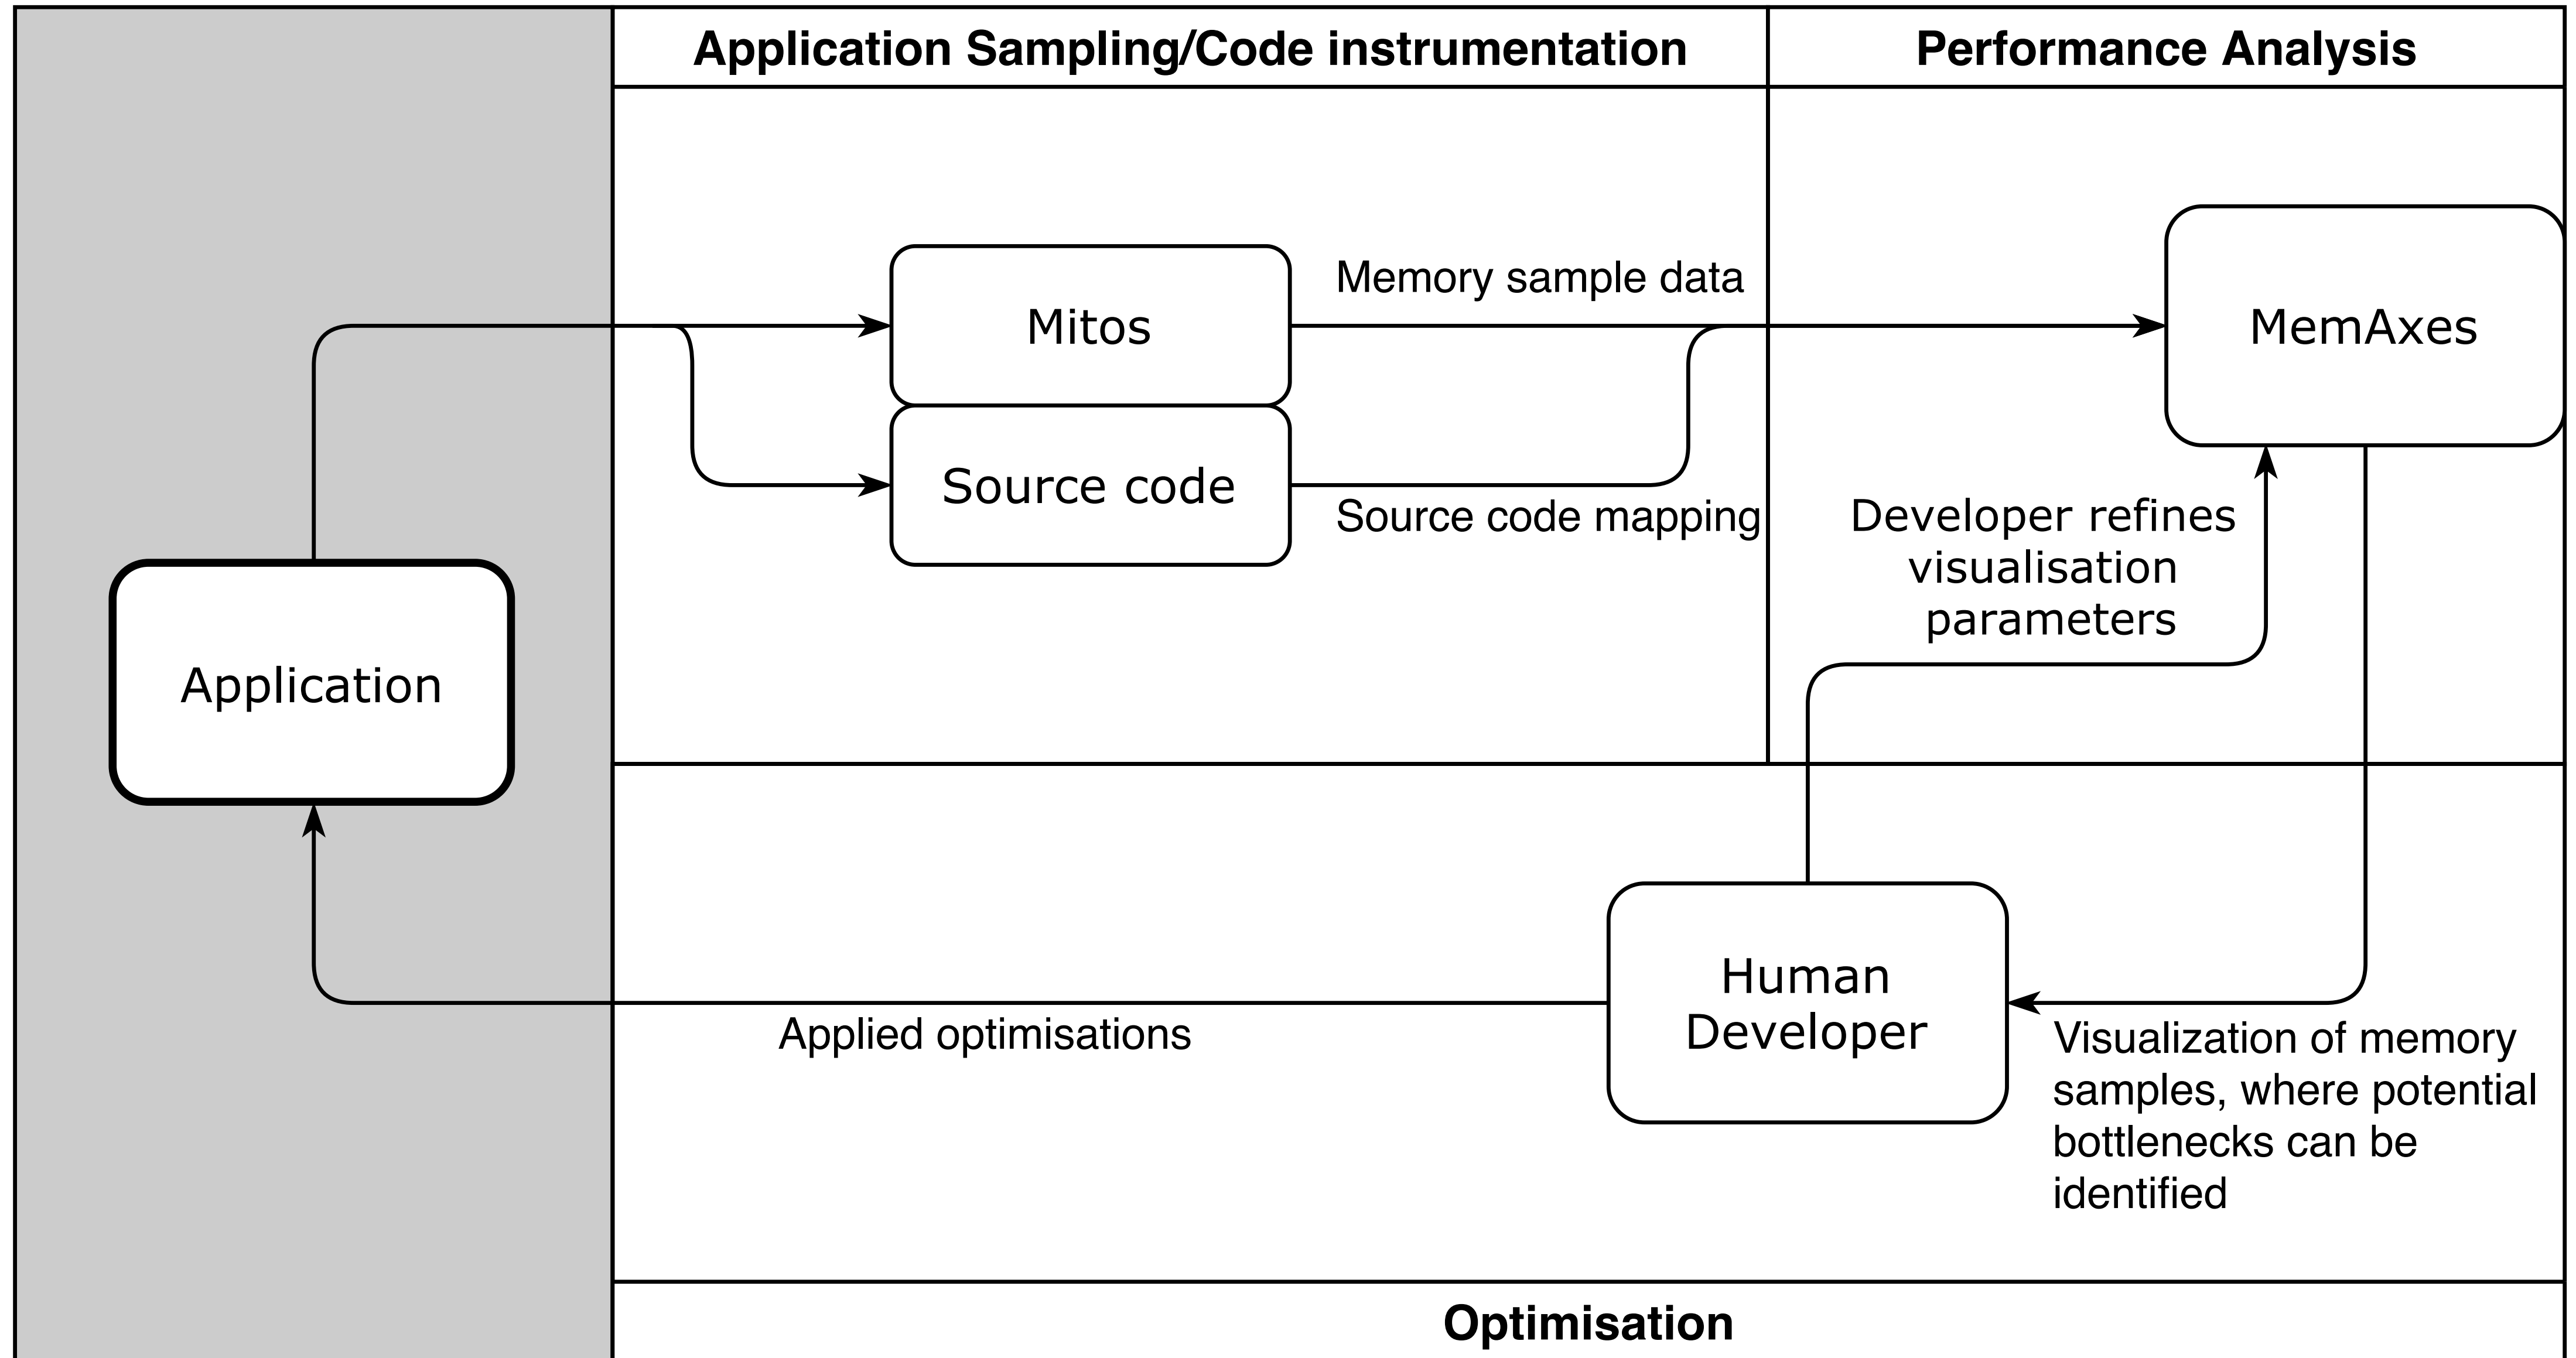 Application Sampling/Code instrumentation
Performance Analysis
Mitos
Memory sample data
MemAxes
Source code
Source code mapping
Developer refines
visualisation
parameters
Application
Human
Developer
Applied optimisations
Visualization of memory
samples, where potential
bottlenecks can be
identified
Optimisation